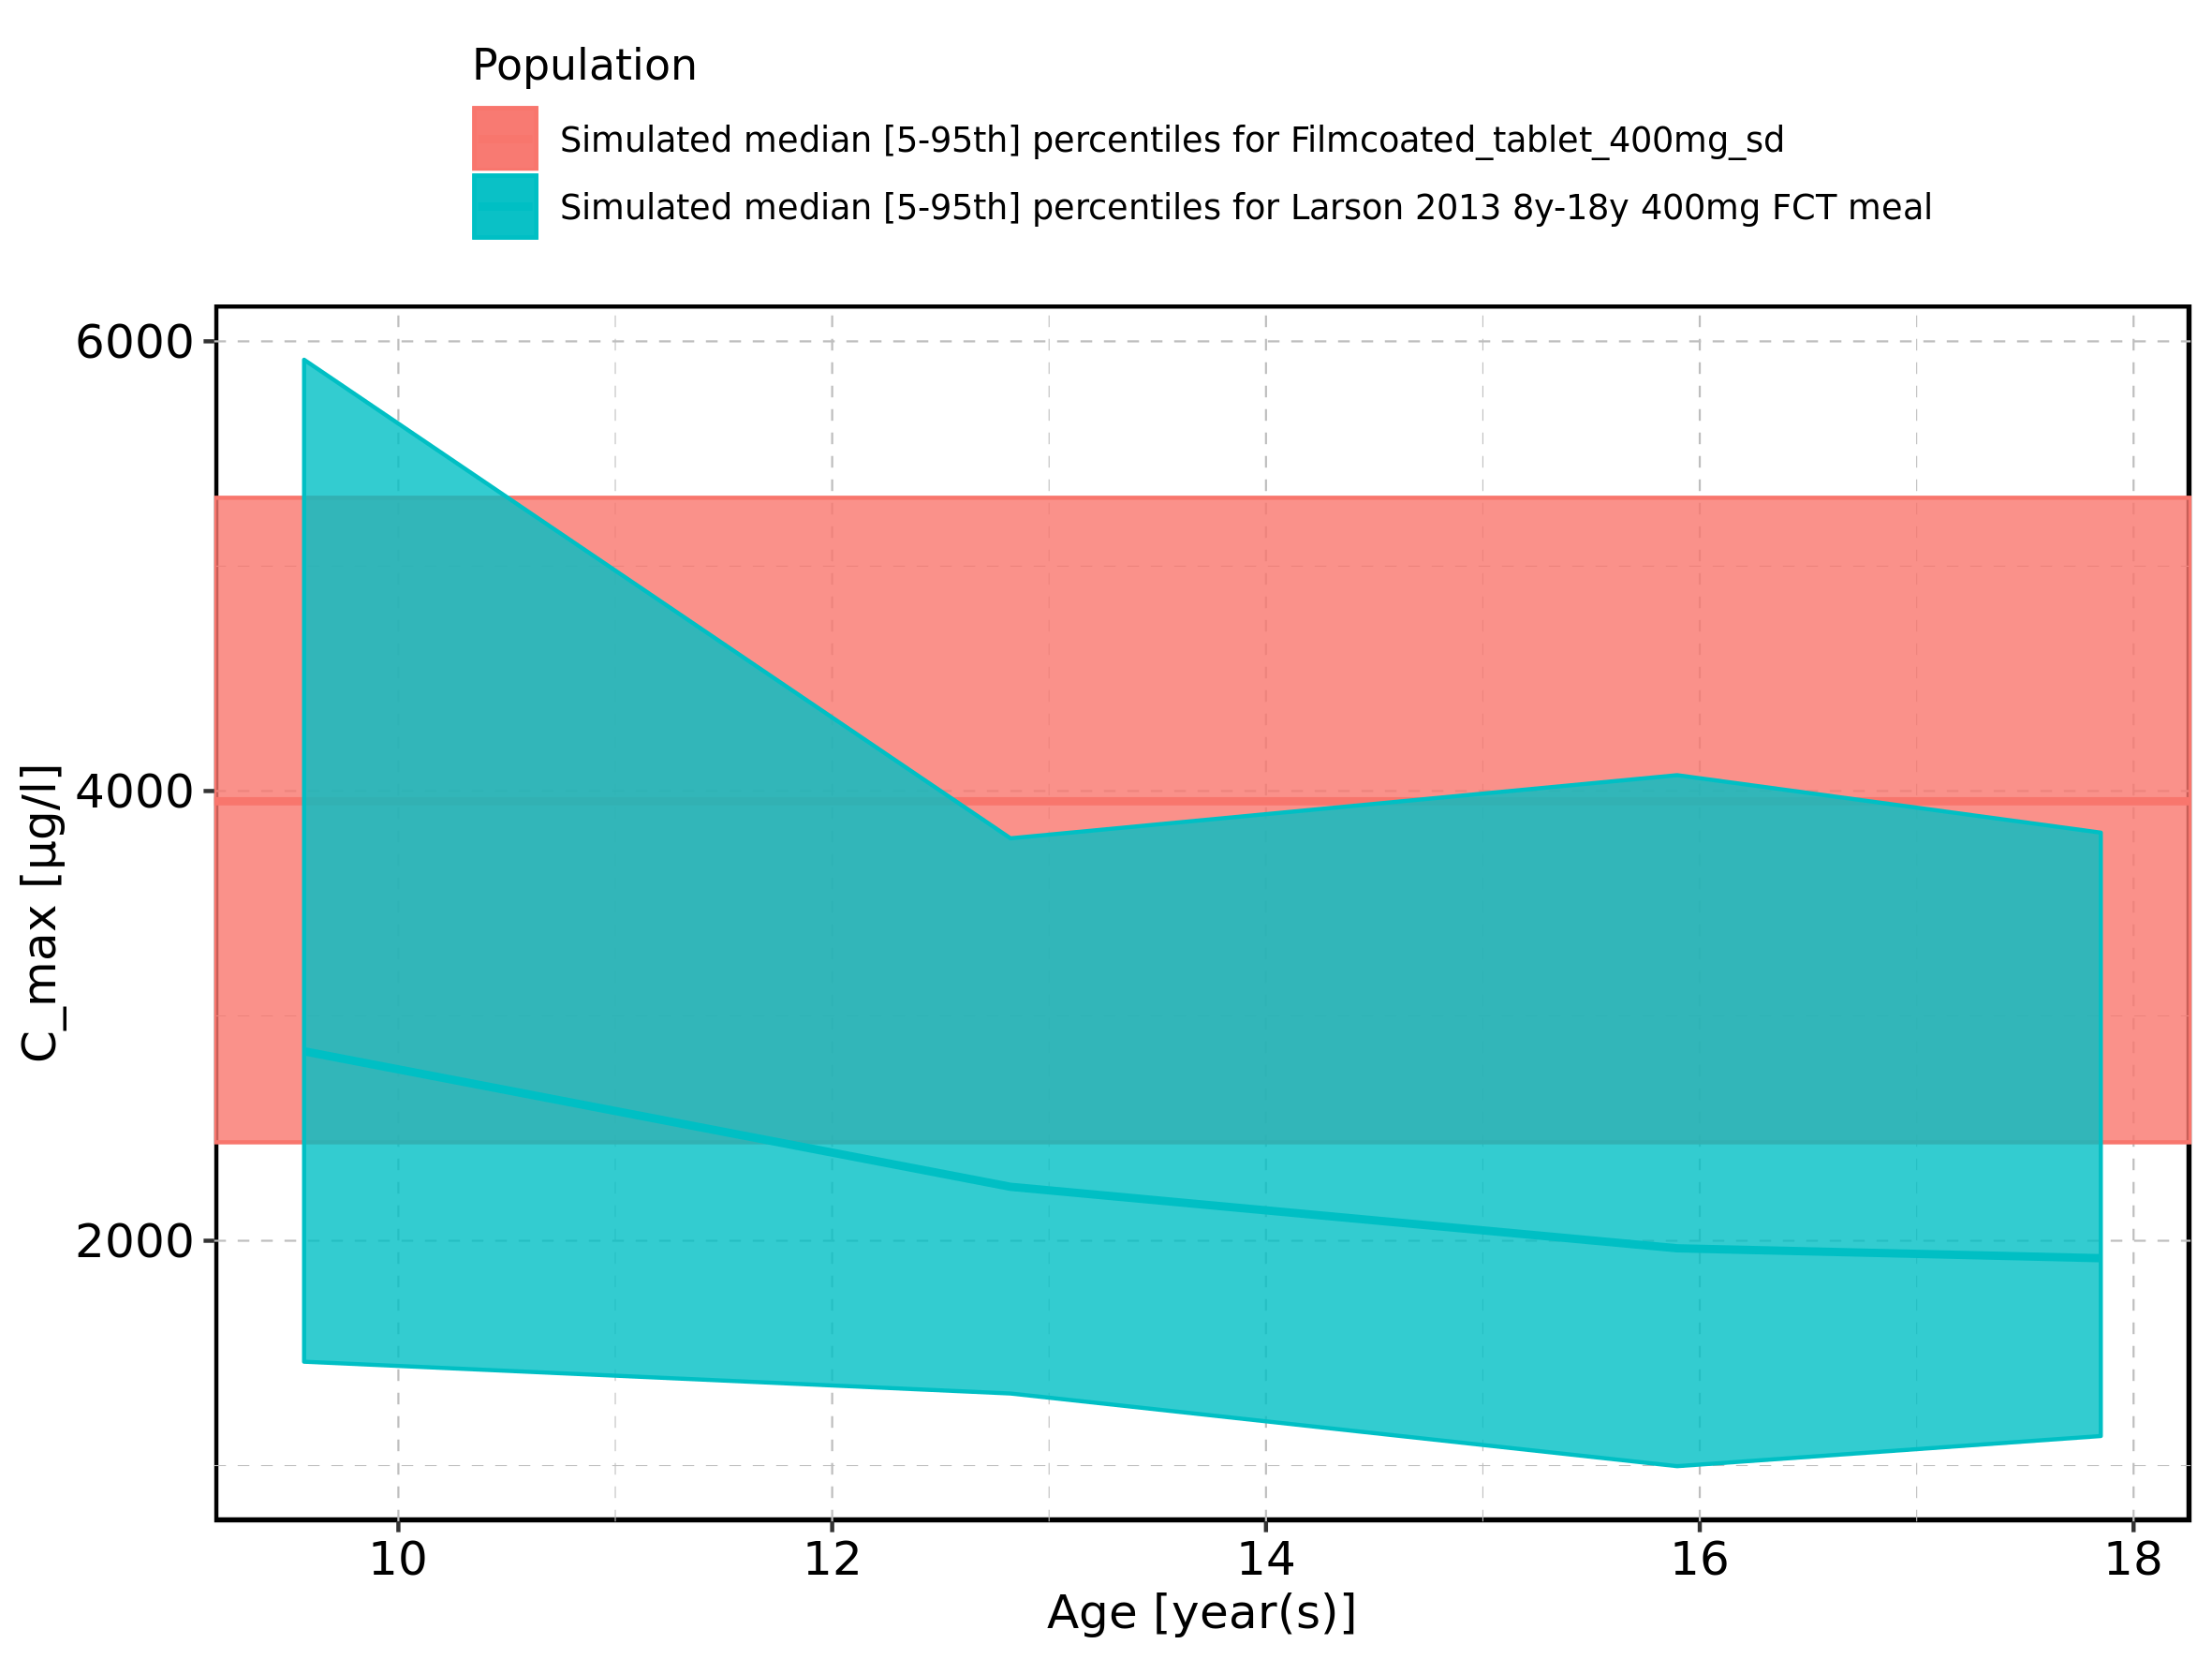 Population
Simulated median [5-95th] percentiles for Filmcoated_tablet_400mg_sd
Simulated median [5-95th] percentiles for Larson 2013 8y-18y 400mg FCT meal
6000
4000
2000
C_max [µg/l]
10 12 14 16 18
Age [year(s)]